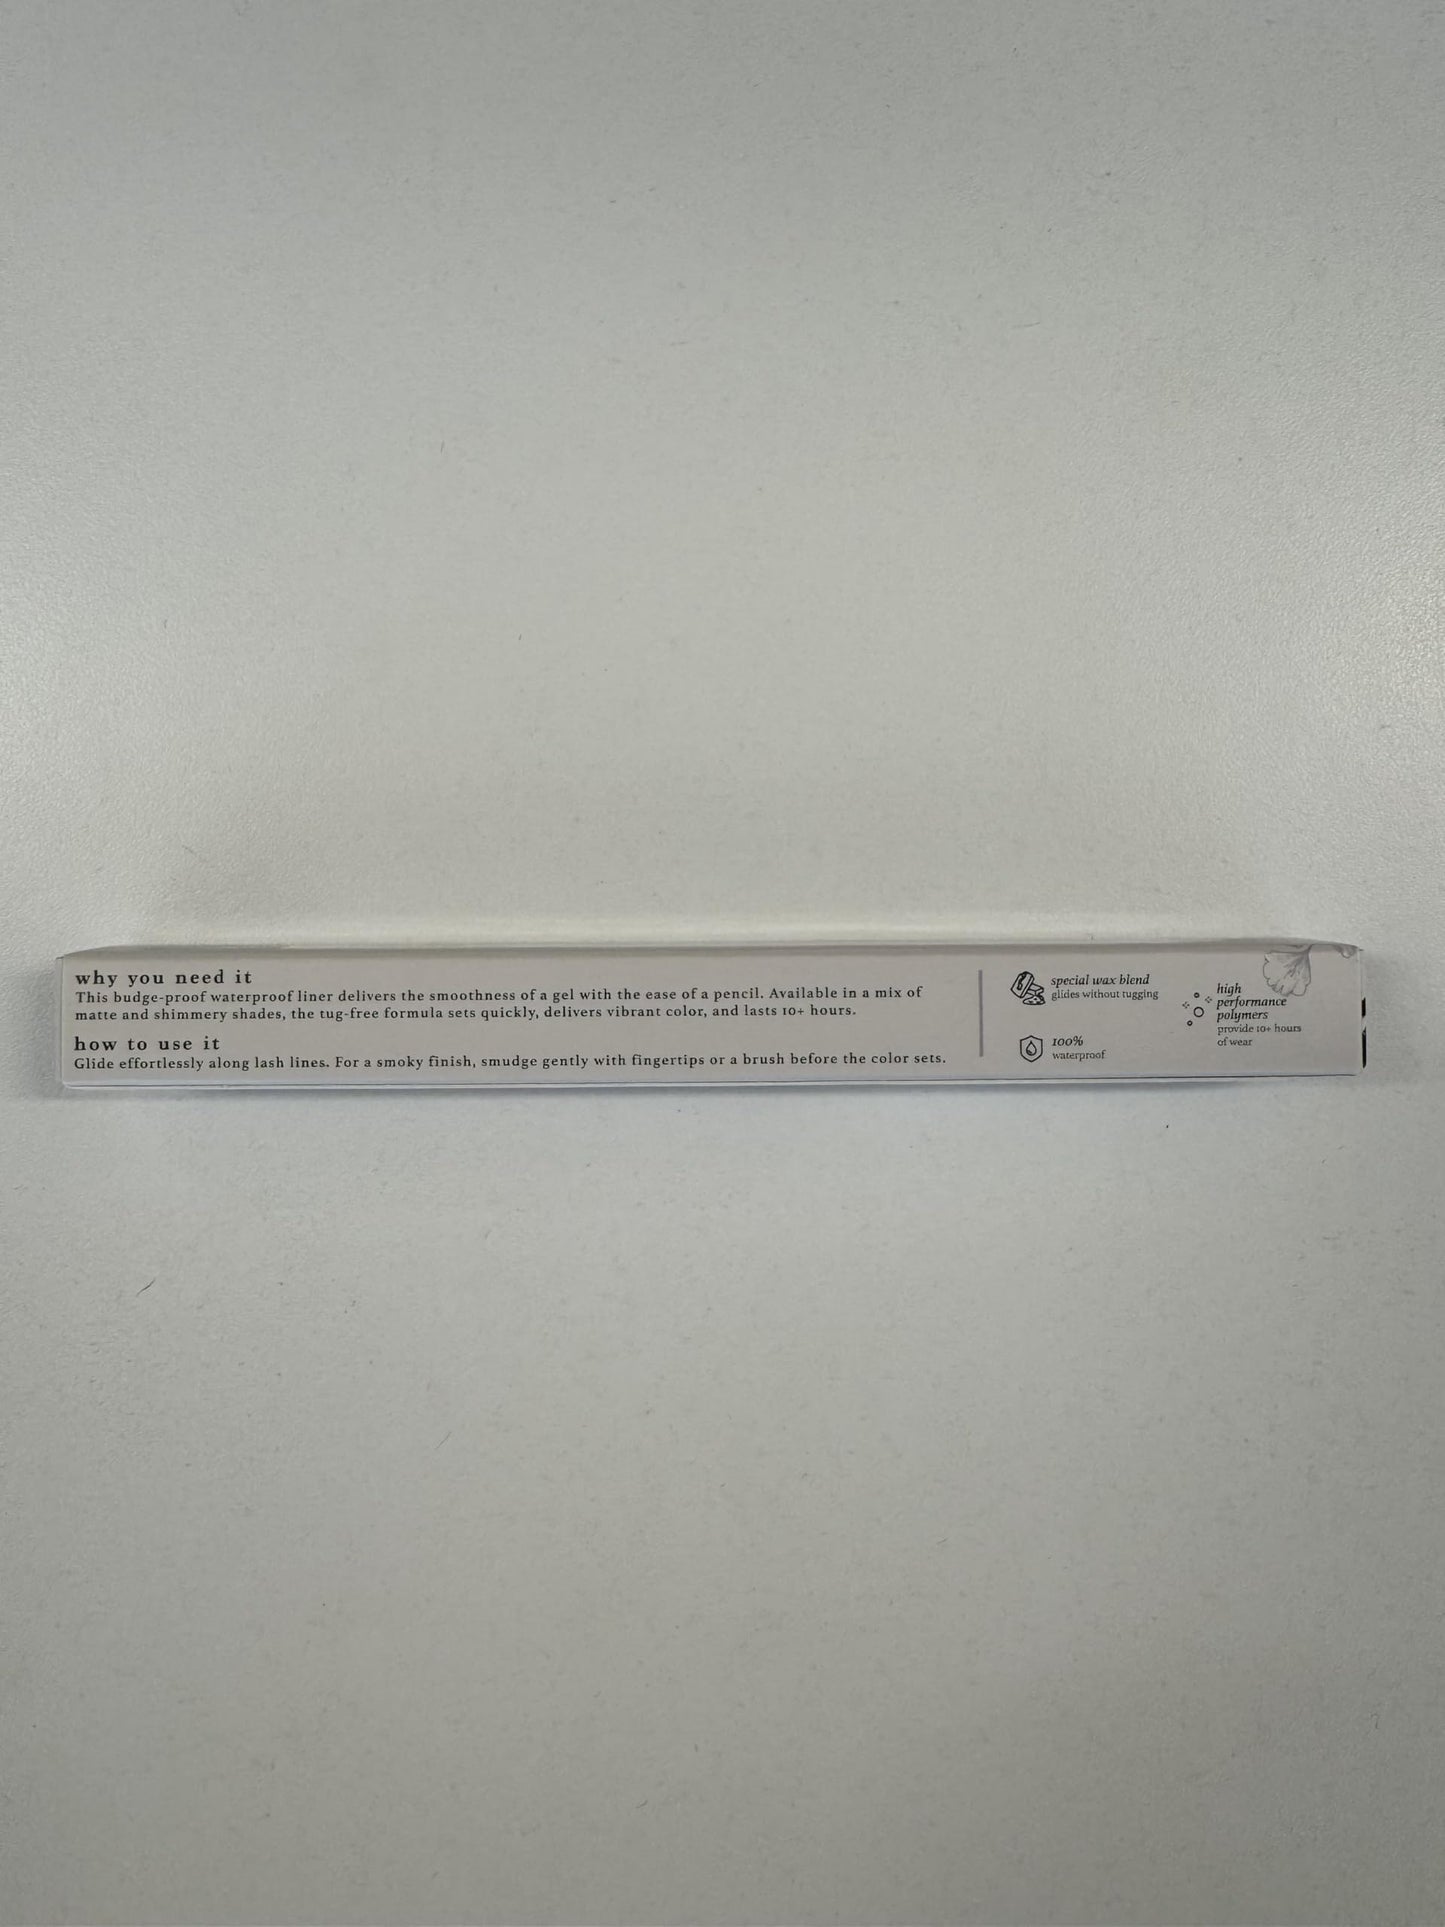 why you need it
This budge-proof waterproof liner delivers the smoothness of a gel with the ease of a pencil. Available in a mix of
matte and shimmery shades, the tug-free formula sets quickly, delivers vibrant color, and lasts 10+ hours.
how to use it
Glide effortlessly along lash lines. For a smoky finish, smudge gently with fingertips or a brush before the color sets.
special wax blend
glides without tugging
100%
waterproof
high
performance
polymers
provide 10+ hours
of wear